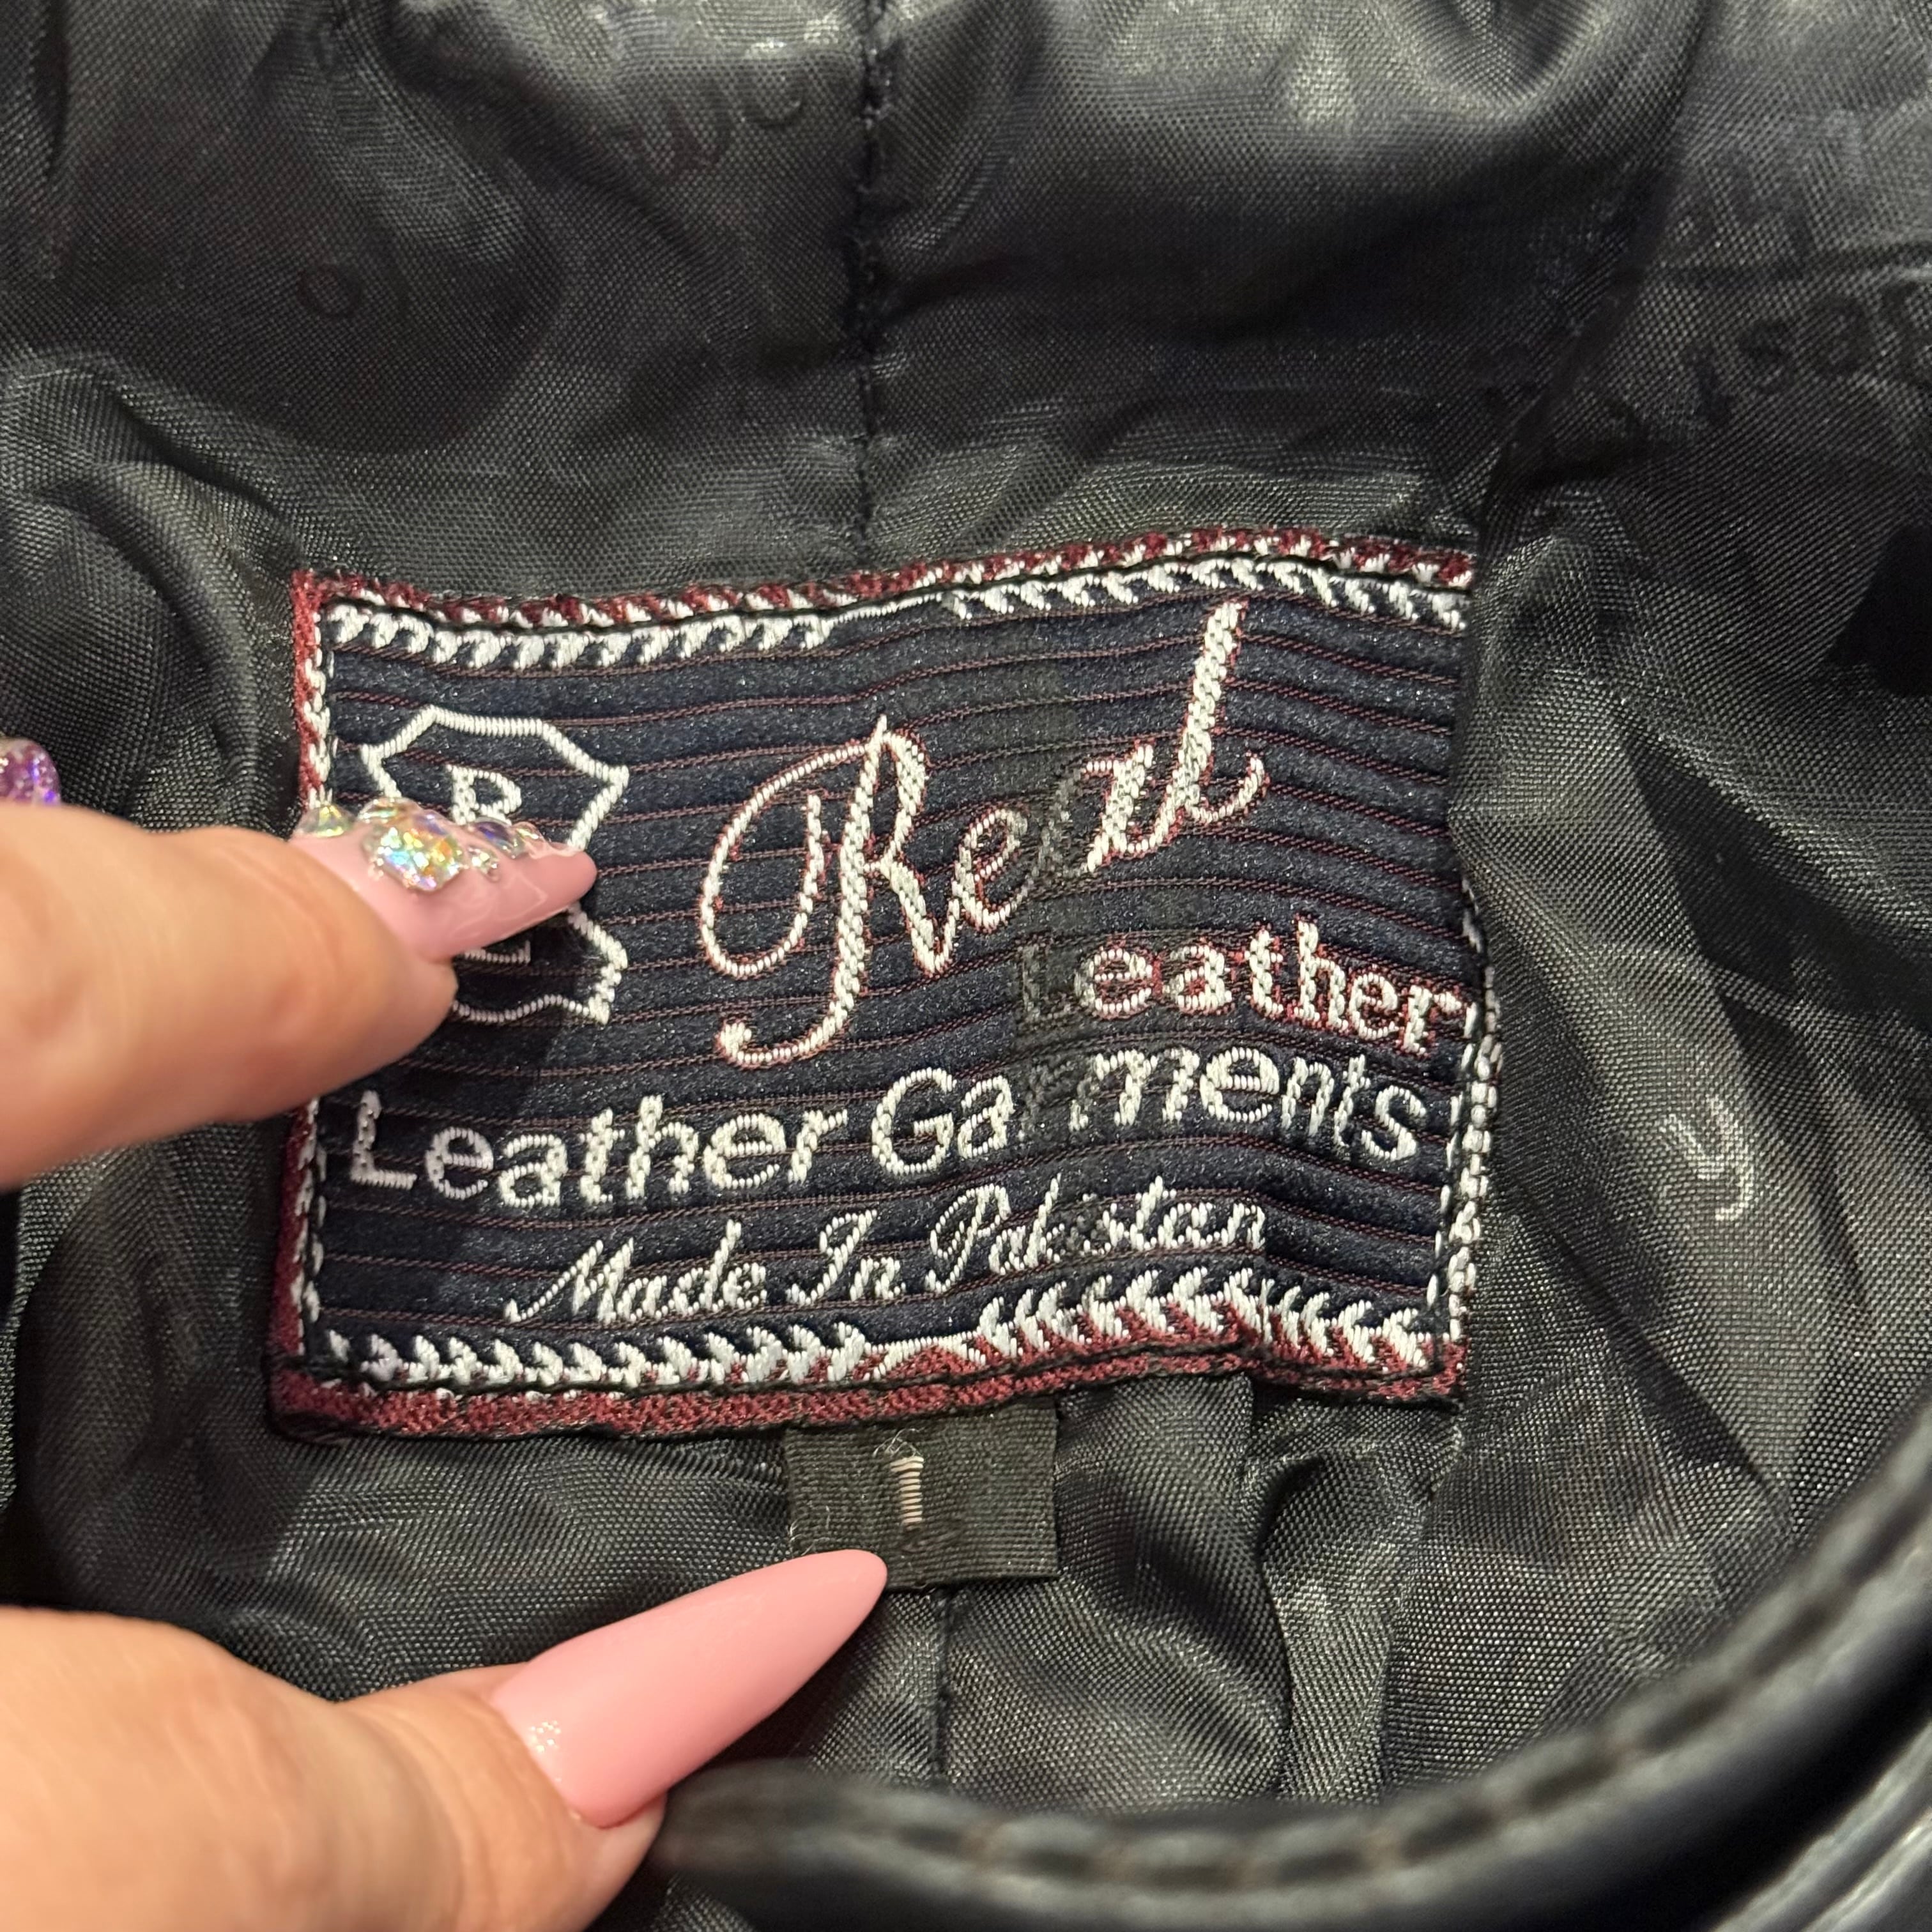 R
L
Real
Leather
Leather Garments
Made In Pakistan